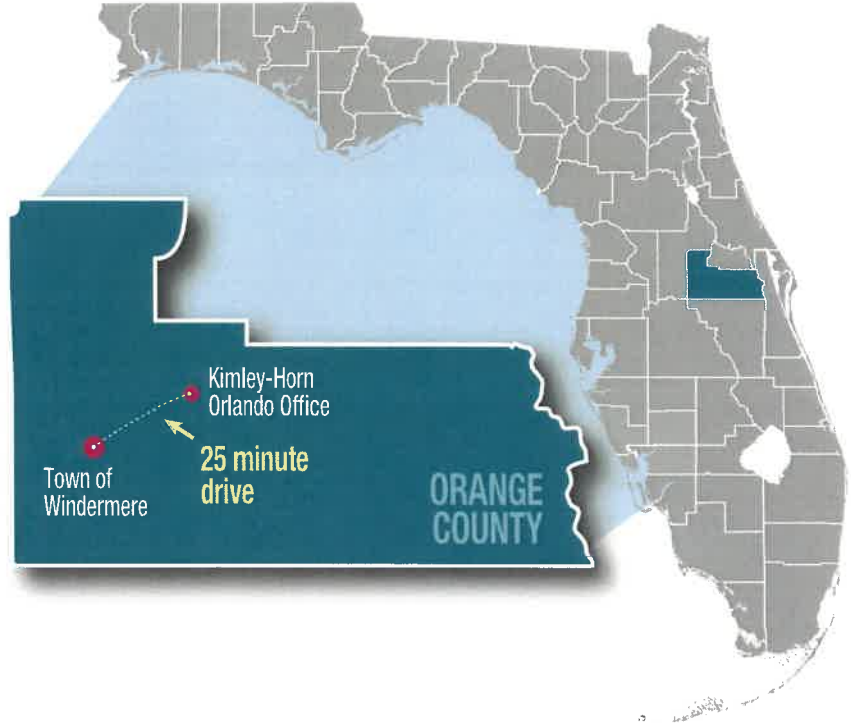 Kimley-Horn
Orlando Office
25 minute
drive
Town of
Windermere
ORANGE
COUNTY